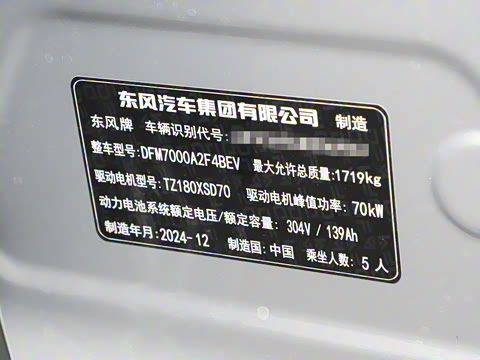 东风汽车集团有限公司 制造
东风牌 车辆识别代号:
整车型号:DFM7000A2F4BEV 最大允许总质量:1719kg
驱动电机型号:TZ180XSD70 驱动电机峰值功率: 70kW
动力电池系统额定电压/额定容量: 304V / 139Ah
制造年月:2024-12 制造国: 中国 乘坐人数: 5 人